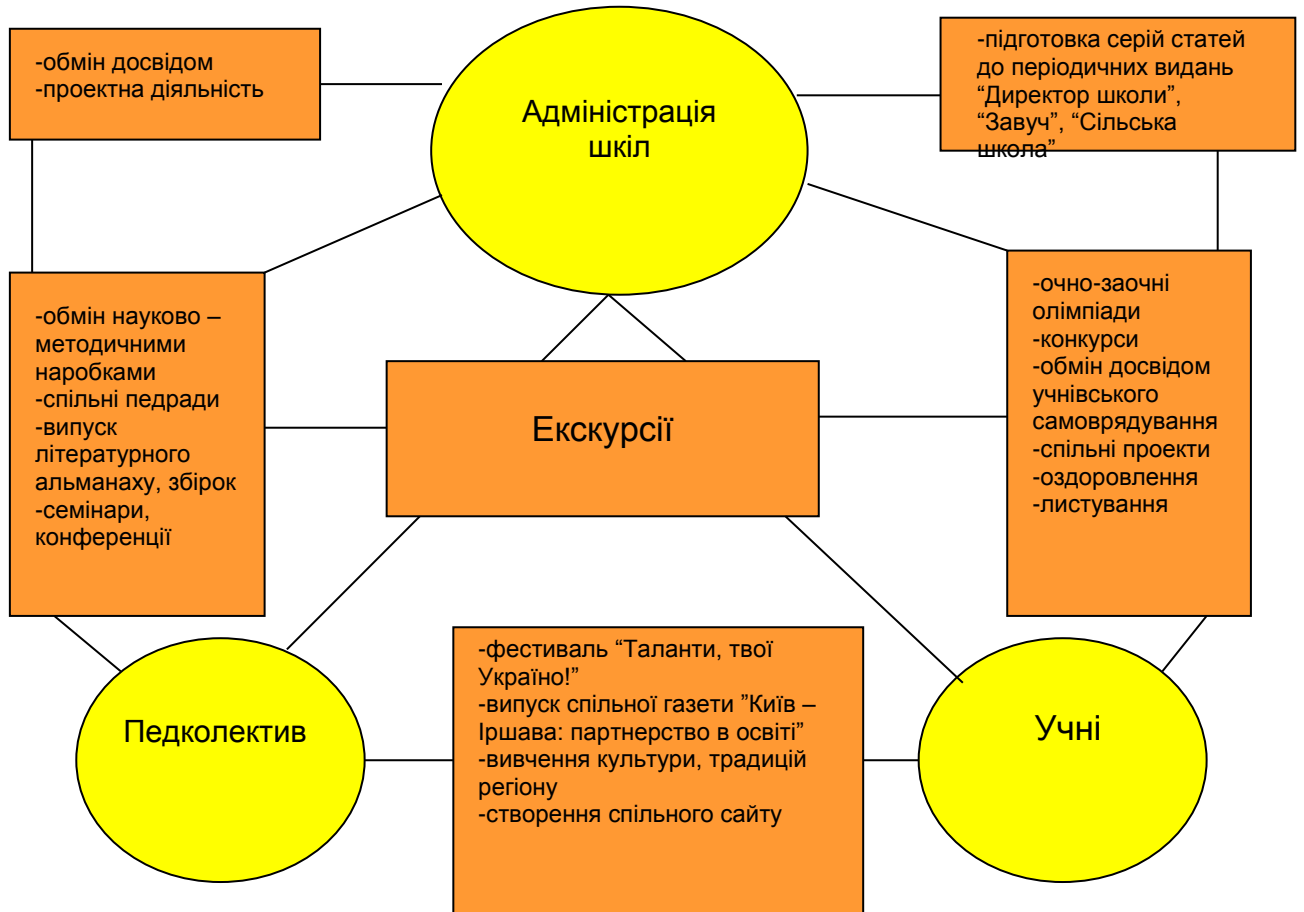 -обмін досвідом
-проектна діяльність
Адміністрація
шкіл
-підготовка серій статей
до періодичних видань
“Директор школи”,
“Завуч”, “Сільська
школа”
-обмін науково –
методичними
наробками
-спільні педради
-випуск
літературного
альманаху, збірок
-семінари,
конференції
Екскурсії
-очно-заочні
олімпіади
-конкурси
-обмін досвідом
учнівського
самоврядування
-спільні проекти
-оздоровлення
-листування
Педколектив
-фестиваль “Таланти, твої
Україно!”
-випуск спільної газети ”Київ –
Іршава: партнерство в освіті”
-вивчення культури, традицій
регіону
-створення спільного сайту
Учні